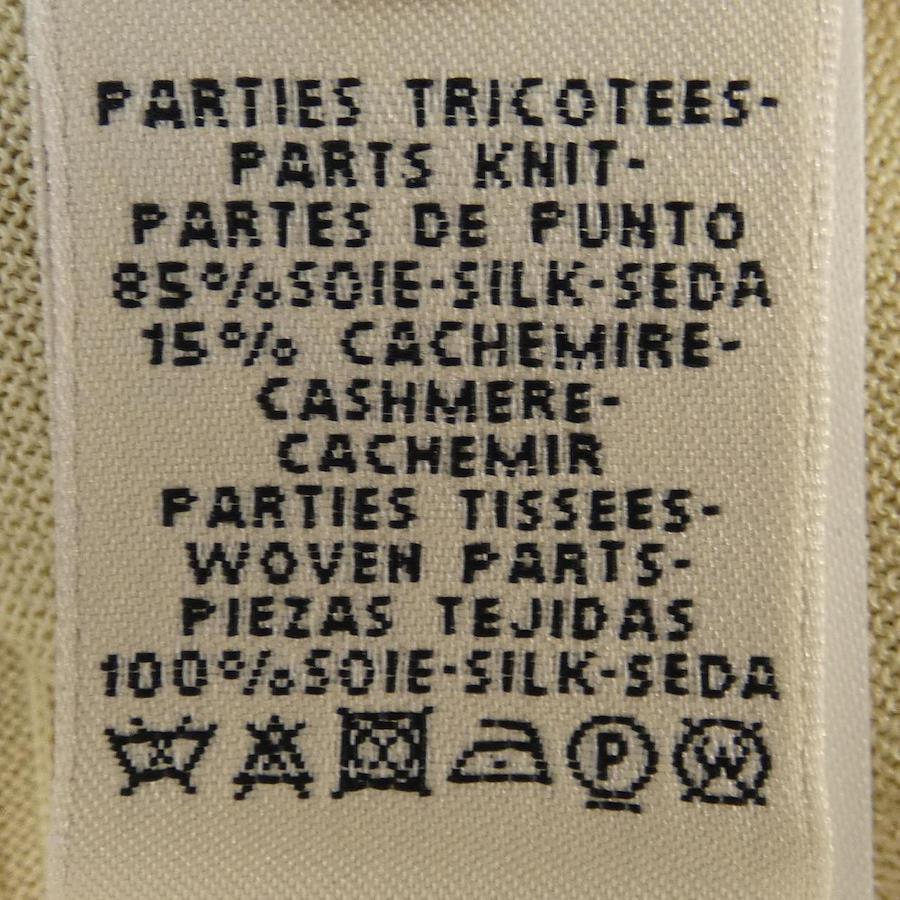 PARTIES TRICOTEES-
PARTS KNIT-
PARTES DE PUNTO
85%SOIE-SILK-SEDA
15% CACHEMIRE-
CASHMERE-
CACHEMIR
PARTIES TISSEES-
WOVEN PARTS-
PIEZAS TEJIDAS
100%SOIE-SILK-SEDA
P W